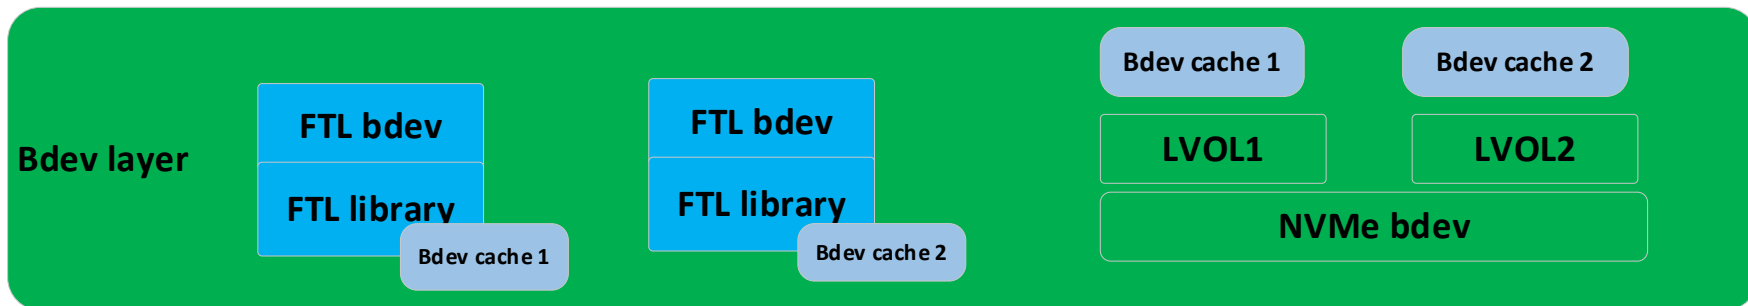 Bdev layer
FTL bdev
FTL library
Bdev cache 1
FTL bdev
FTL library
Bdev cache 2
Bdev cache 1
Bdev cache 2
LVOL1
LVOL2
NVMe bdev